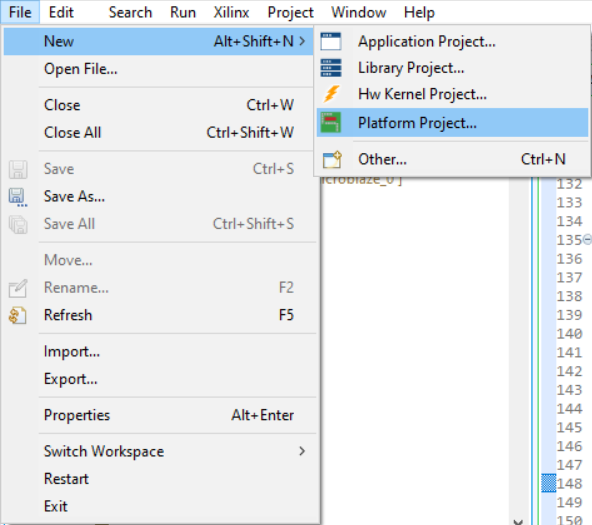 File Edit Search Run Xilinx Project Window Help
New Alt+Shift+N >
Open File...
Close Ctrl+W
Close All Ctrl+Shift+W
Save Ctrl+S
Save As...
Save All Ctrl+Shift+S
Move...
Rename... F2
Refresh F5
Import...
Export...
Properties Alt+Enter
Switch Workspace >
Restart
Exit
Application Project...
Library Project...
Hw Kernel Project...
Platform Project...
Other... Ctrl+N
icroblaze_0 ]
132
133
134
135
136
137
138
139
140
141
142
143
144
145
146
147
148
149
150